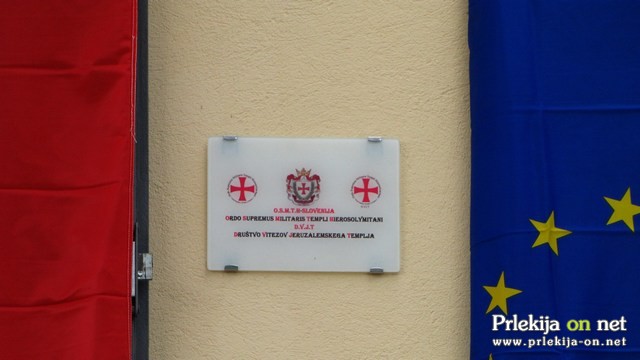 O.S.M.T.H-SLOVENIJA
ORDO SUPREMUS MILITARIS TEMPLI HIEROSOLYMITANI
D.V.J.T
DRUŠTVO VITEZOV JERUZALEMSKEGA TEMPLJA
Prlekija on net
www.prlekija-on.net